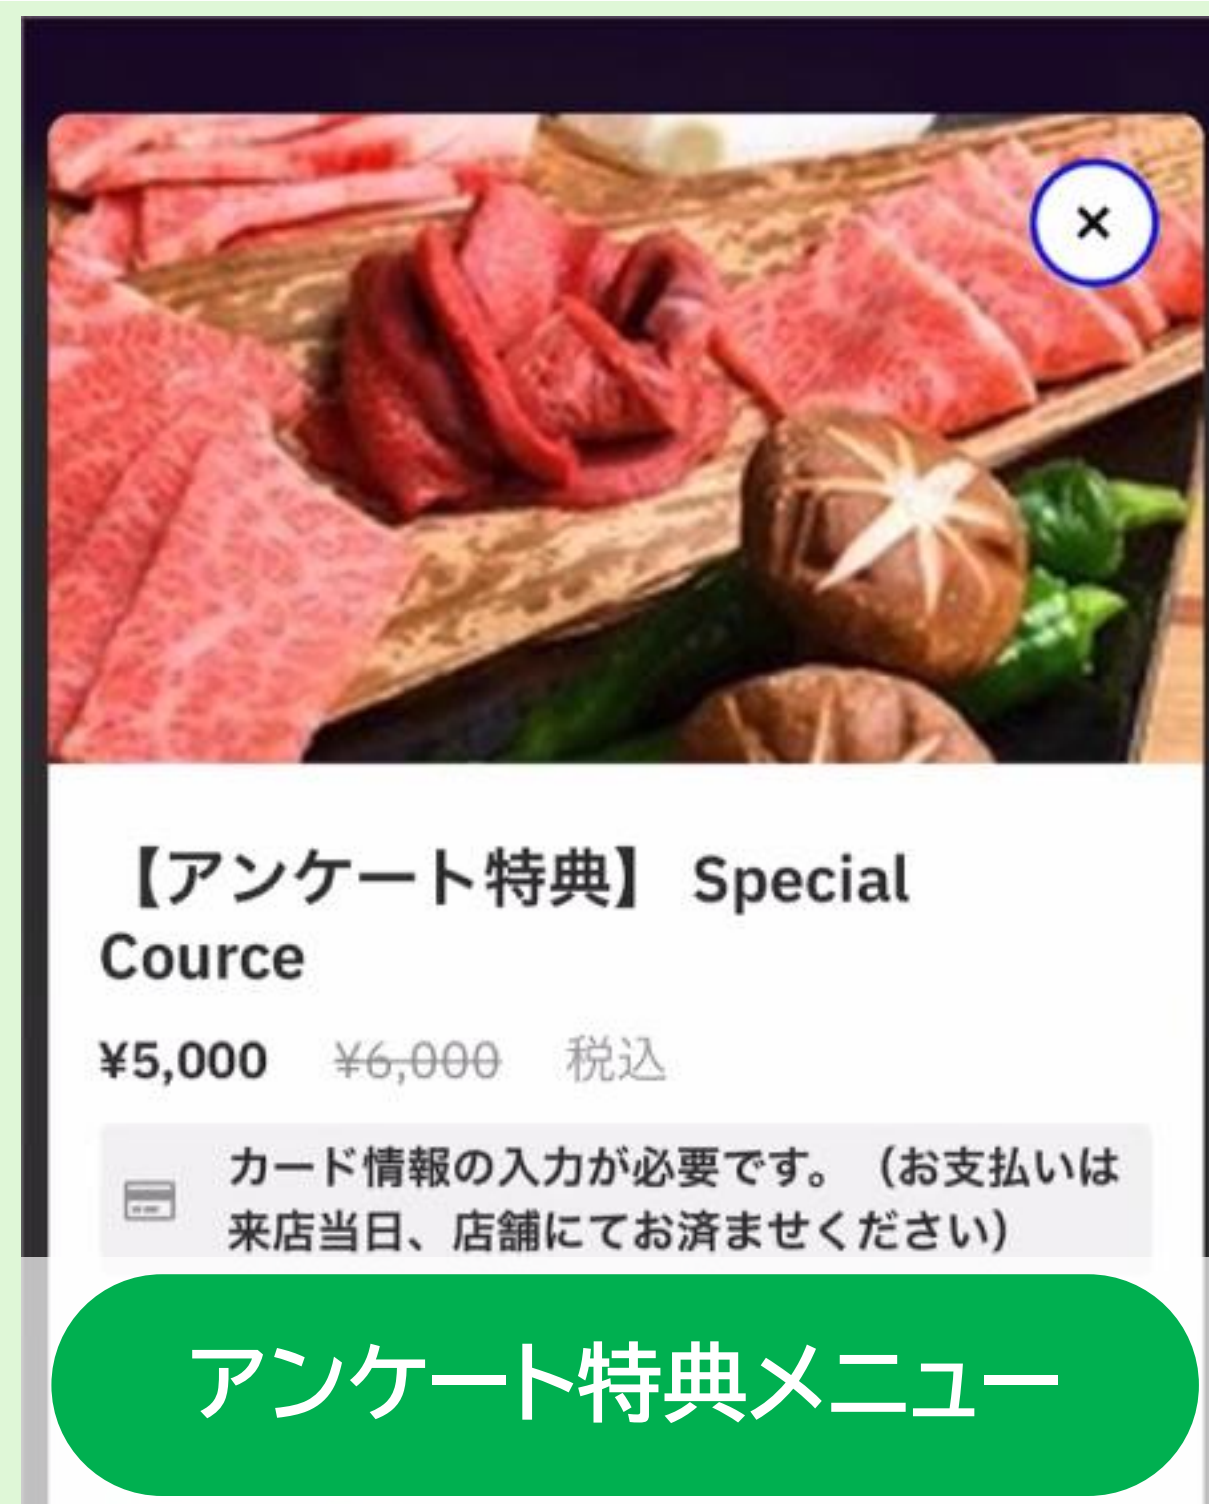 ×
【アンケート特典】 Special
Cource
¥5,000 ¥6,000 税込
カード情報の入力が必要です。（お支払いは
来店当日、店舗にてお済ませください）
アンケート特典メニュー